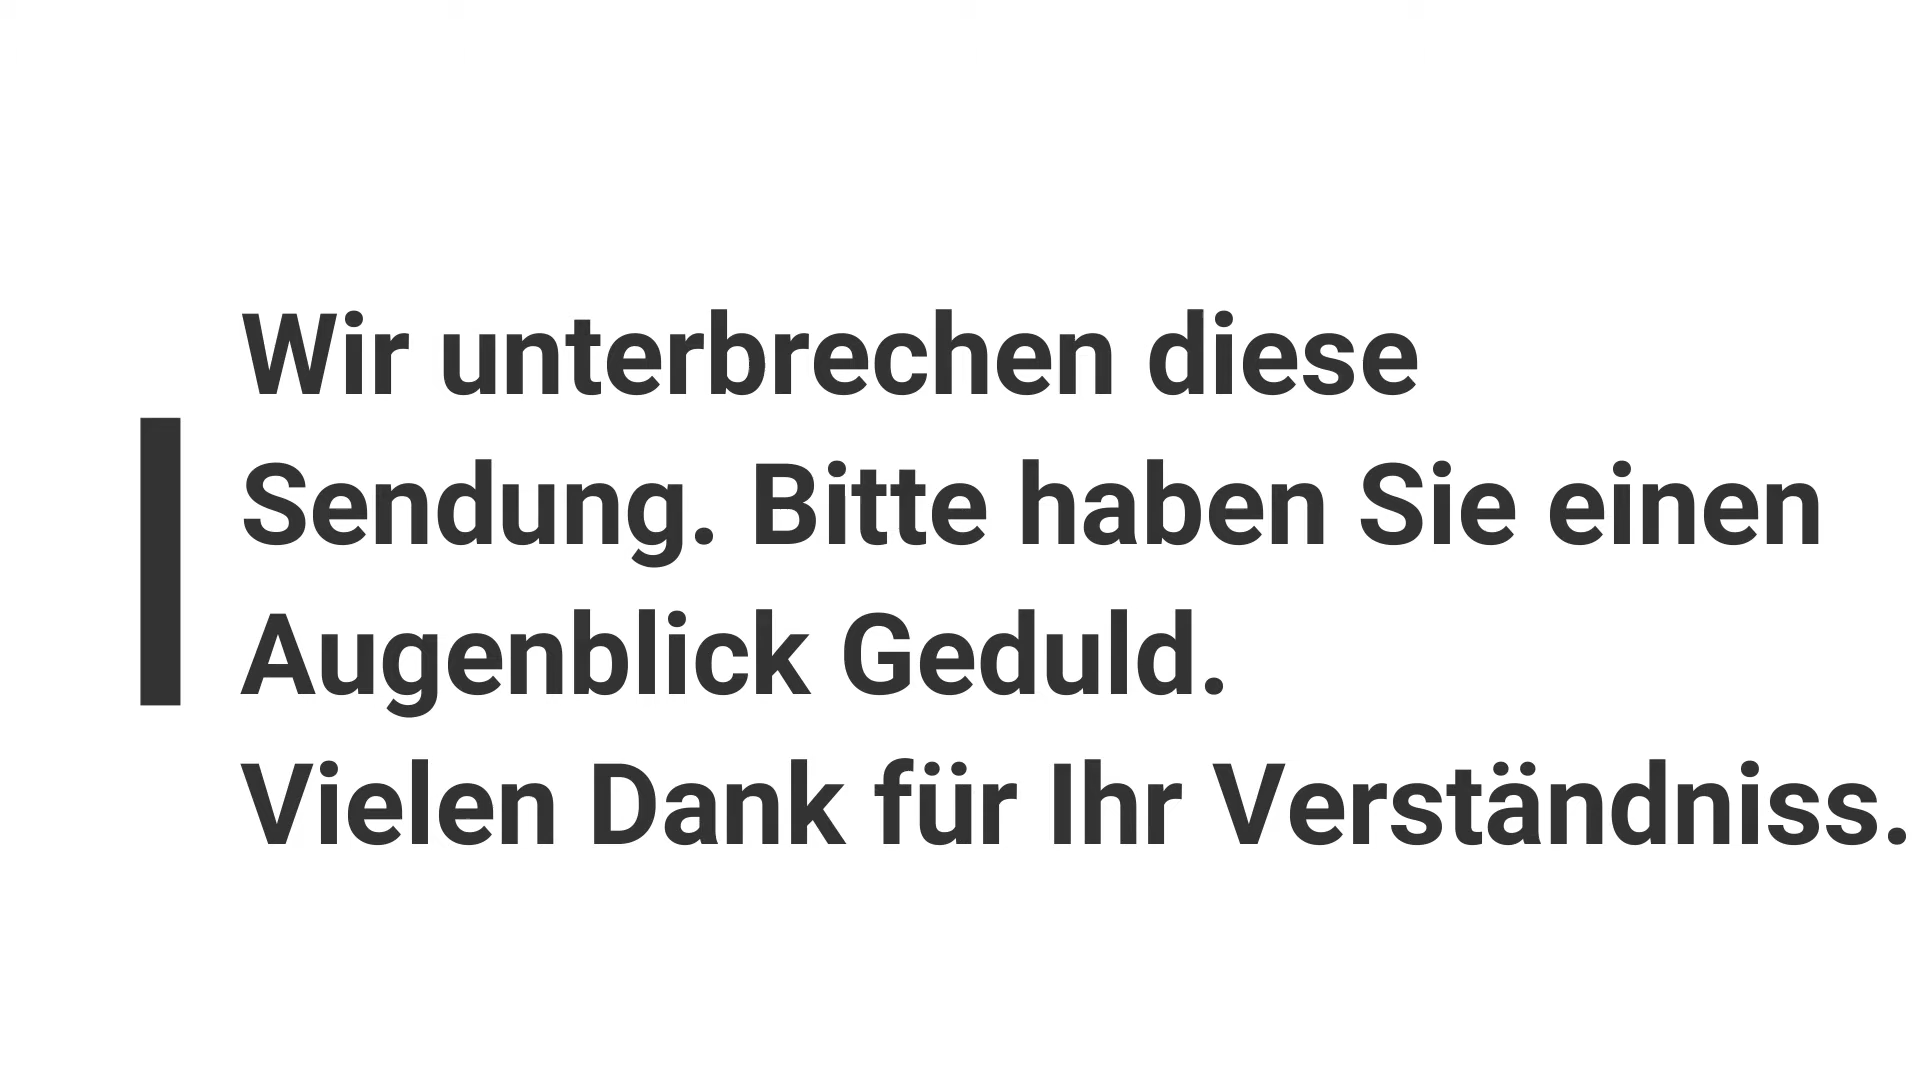 Wir unterbrechen diese
Sendung. Bitte haben Sie einen
Augenblick Geduld.
Vielen Dank für Ihr Verständniss.